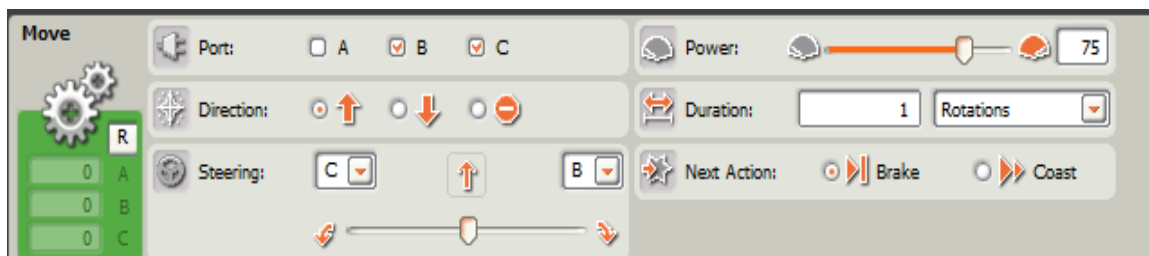 Move
Port: A B C
Power: 75
Direction:
Duration: 1 Rotations
R
Steering: C B
Next Action: Brake Coast
0 A
0 B
0 C